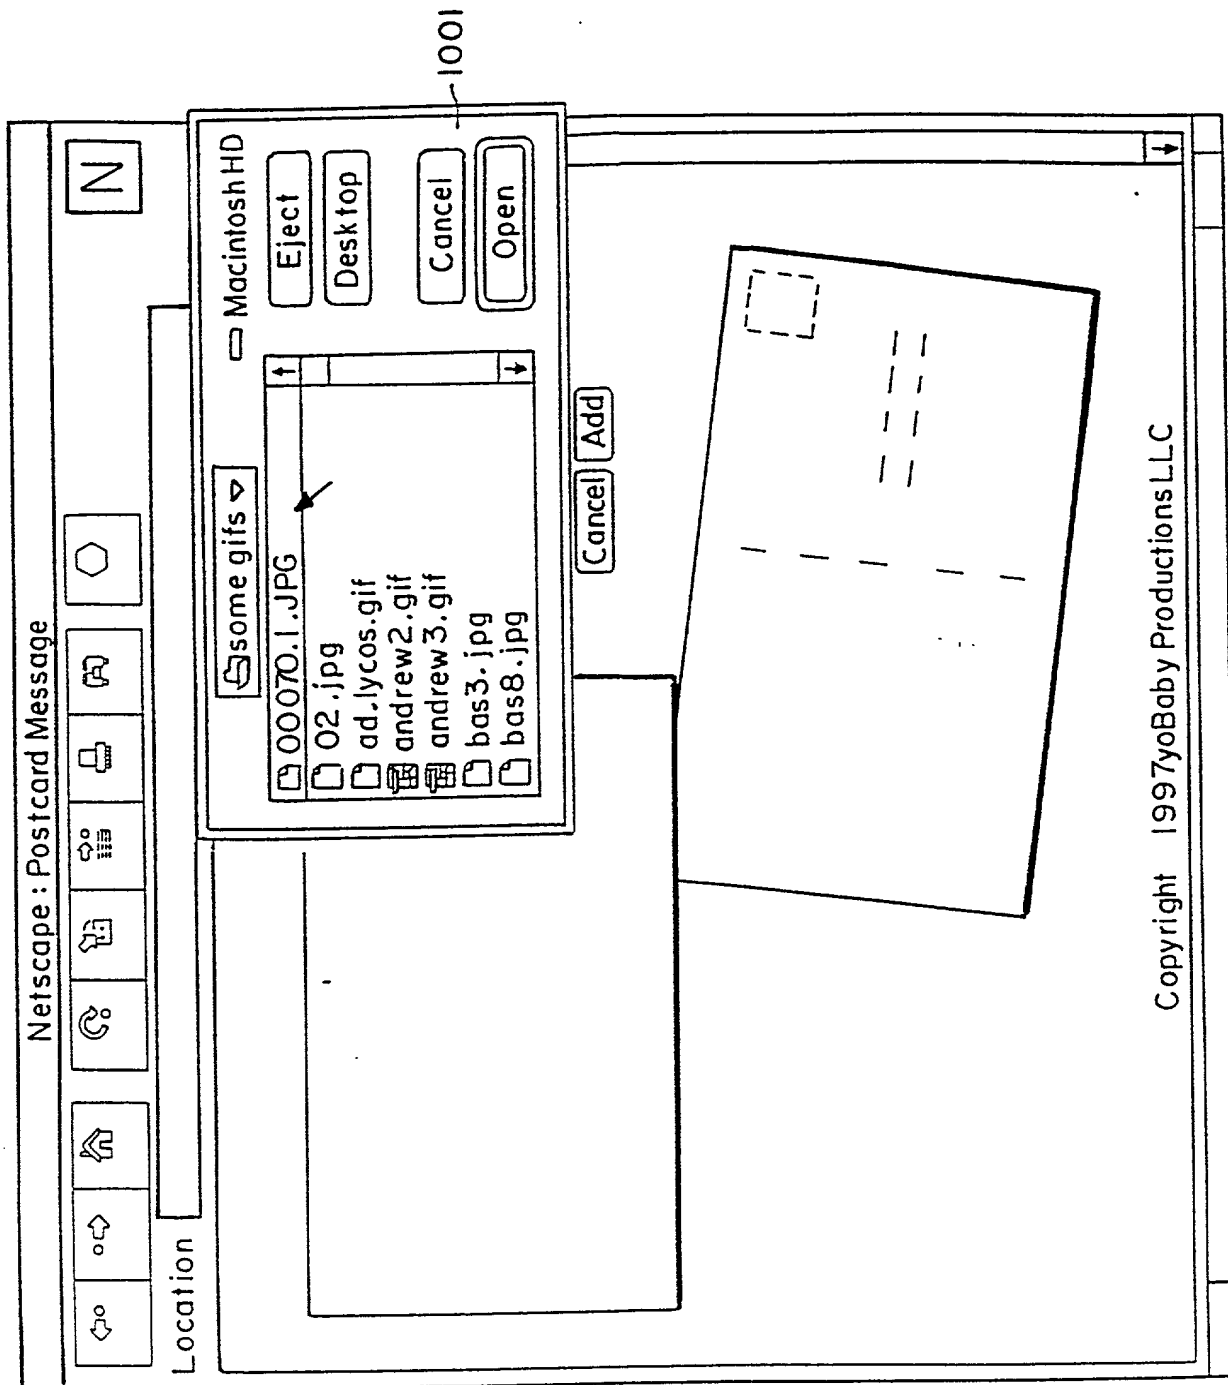 Netscape : Postcard Message
N
Location
some gifs
Macintosh HD
00070.1.JPG
02.jpg
ad.lycos.gif
andrew2.gif
andrew3.gif
bas3.jpg
bas8.jpg
Eject
Desktop
Cancel
Open
1001
Cancel Add
Copyright 1997yoBaby Productions LLC